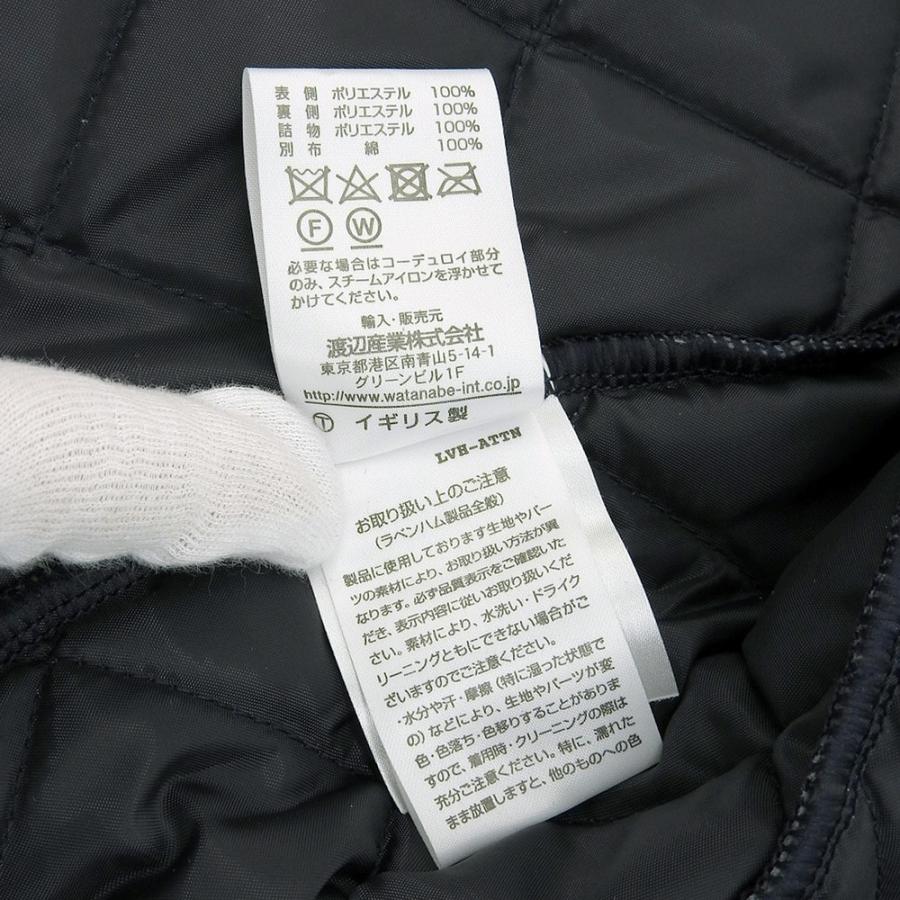 表 側 ポリエステル 100%
裏 側 ポリエステル 100%
詰 物 ポリエステル 100%
別 布 綿 100%
F W
必要な場合はコーデュロイ部分
のみ、スチームアイロンを浮かせて
かけてください。
輸入・販売元
渡辺産業株式会社
東京都港区南青山5-14-1
グリーンビル1F
http://www.watanabe-int.co.jp
T イギリス製
LVH-ATTN
お取り扱い上のご注意
(ラベンハム製品全般)
製品に使用しております生地やパー
ツの素材により、お取り扱い方法が異
なります。必ず品質表示をご確認いた
だき、表示内容に従いお取り扱いくだ
さい。素材により、水洗い・ドライク
リーニングともにできない場合がご
ざいますのでご注意ください。
・水分や汗・摩擦(特に湿った状態で
の)などにより、生地やパーツが変
色・色落ち・色移りすることがありま
すので、着用時・クリーニングの際は
充分ご注意ください。特に、濡れた
まま放置しますと、他のものへの色